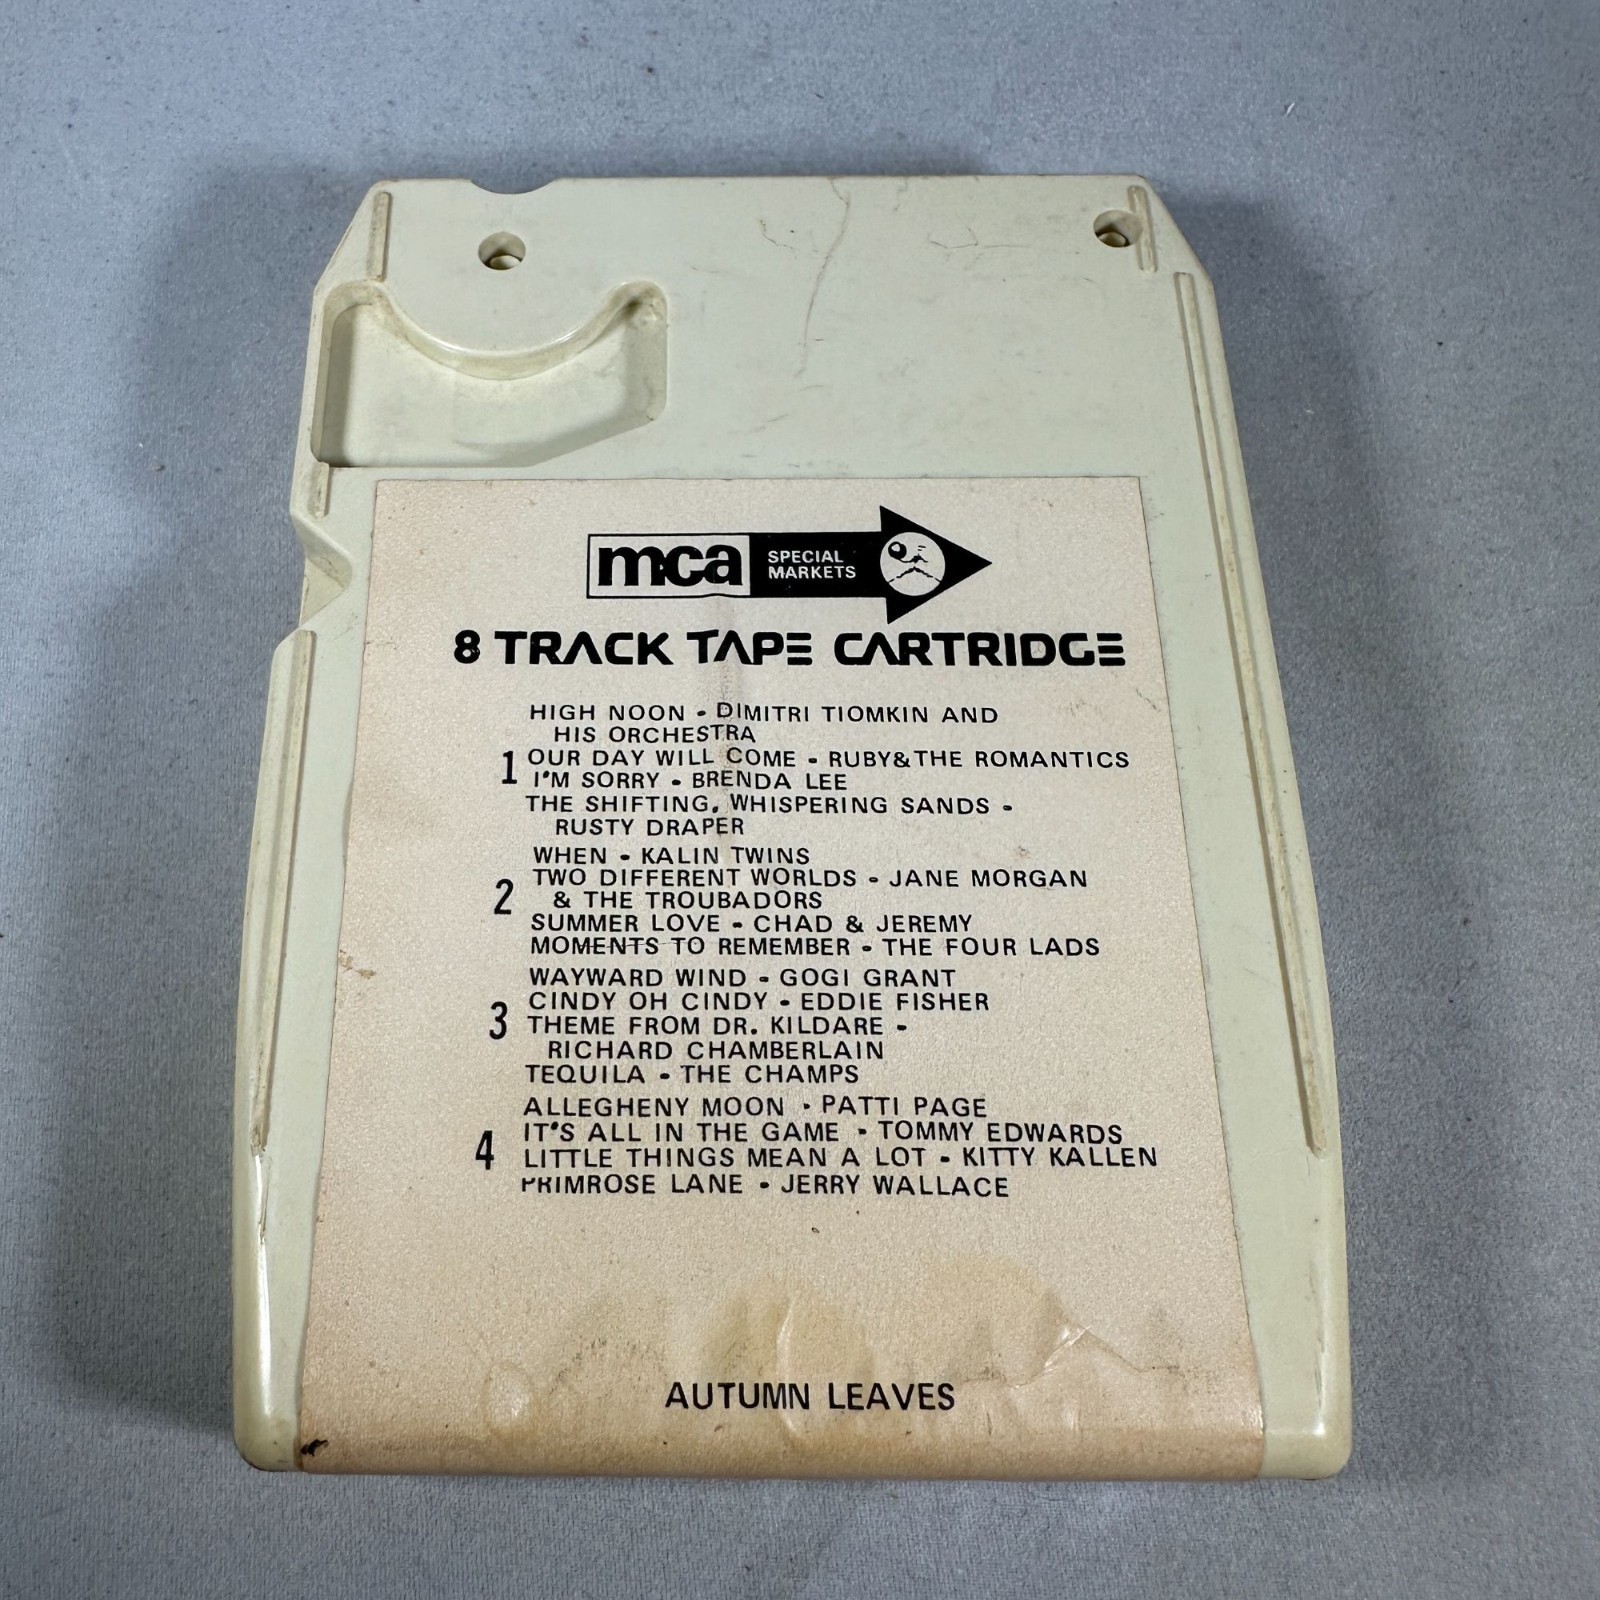 mca SPECIAL
MARKETS
8 TRACK TAPE CARTRIDGE
HIGH NOON - DIMITRI TIOMKIN AND
HIS ORCHESTRA
1 OUR DAY WILL COME - RUBY&THE ROMANTICS
I'M SORRY - BRENDA LEE
THE SHIFTING, WHISPERING SANDS -
RUSTY DRAPER
WHEN - KALIN TWINS
2 TWO DIFFERENT WORLDS - JANE MORGAN
& THE TROUBADORS
SUMMER LOVE - CHAD & JEREMY
MOMENTS TO REMEMBER - THE FOUR LADS
WAYWARD WIND - GOGI GRANT
CINDY OH CINDY - EDDIE FISHER
3 THEME FROM DR. KILDARE -
RICHARD CHAMBERLAIN
TEQUILA - THE CHAMPS
ALLEGHENY MOON - PATTI PAGE
IT'S ALL IN THE GAME - TOMMY EDWARDS
4 LITTLE THINGS MEAN A LOT - KITTY KALLEN
PRIMROSE LANE - JERRY WALLACE
AUTUMN LEAVES